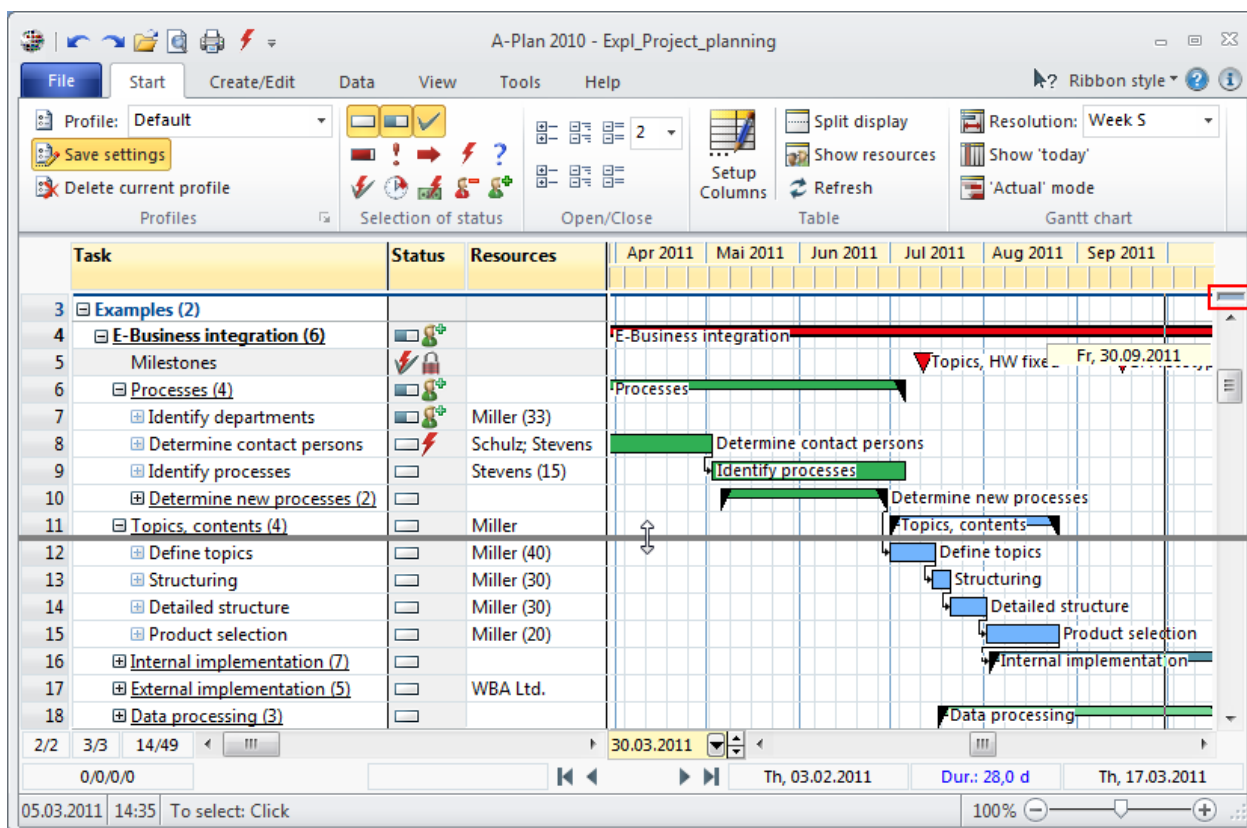 A-Plan 2010 - Expl_Project_planning
File Start Create/Edit Data View Tools Help Ribbon style
Profile: Default
Save settings
Delete current profile
Profiles
Selection of status
2
Open/Close
Setup Columns
Split display
Show resources
Refresh
Table
Resolution: Week S
Show 'today'
'Actual' mode
Gantt chart
Task Status Resources Apr 2011 Mai 2011 Jun 2011 Jul 2011 Aug 2011 Sep 2011
3 Examples (2)
4 E-Business integration (6) E-Business integration
5 Milestones Topics, HW fixed Fr, 30.09.2011
6 Processes (4) Processes
7 Identify departments Miller (33)
8 Determine contact persons Schulz; Stevens Determine contact persons
9 Identify processes Stevens (15) Identify processes
10 Determine new processes (2) Determine new processes
11 Topics, contents (4) Miller Topics, contents
12 Define topics Miller (40) Define topics
13 Structuring Miller (30) Structuring
14 Detailed structure Miller (30) Detailed structure
15 Product selection Miller (20) Product selection
16 Internal implementation (7) Internal implementation
17 External implementation (5) WBA Ltd.
18 Data processing (3) Data processing
2/2 3/3 14/49 30.03.2011
0/0/0/0 Th, 03.02.2011 Dur.: 28,0 d Th, 17.03.2011
05.03.2011 14:35 To select: Click 100%